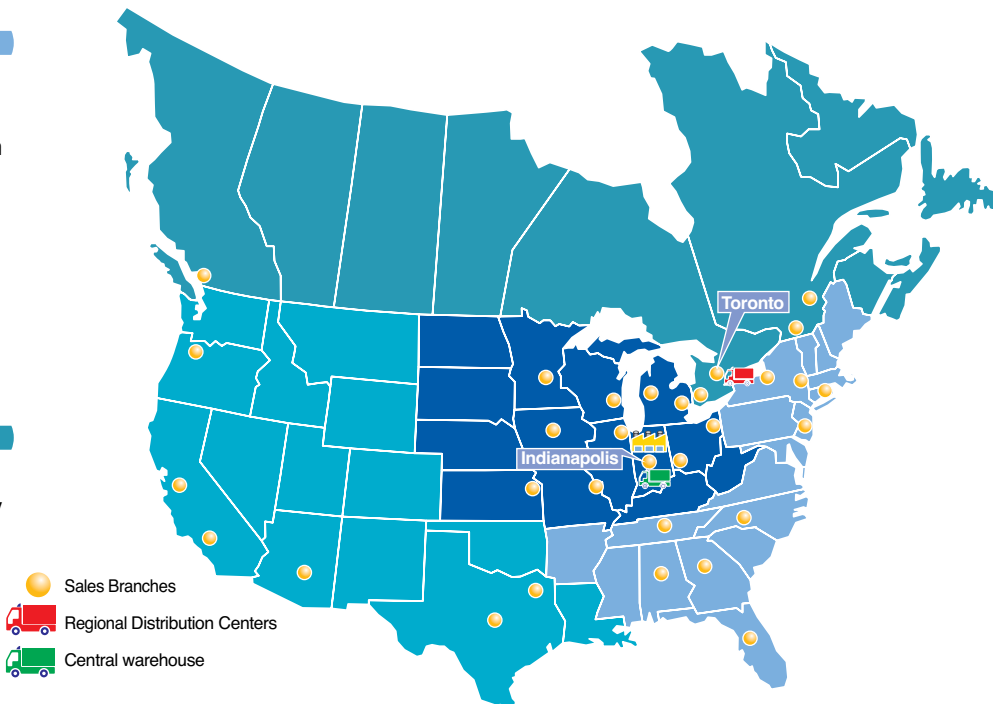 Toronto
Indianapolis
Sales Branches
Regional Distribution Centers
Central warehouse